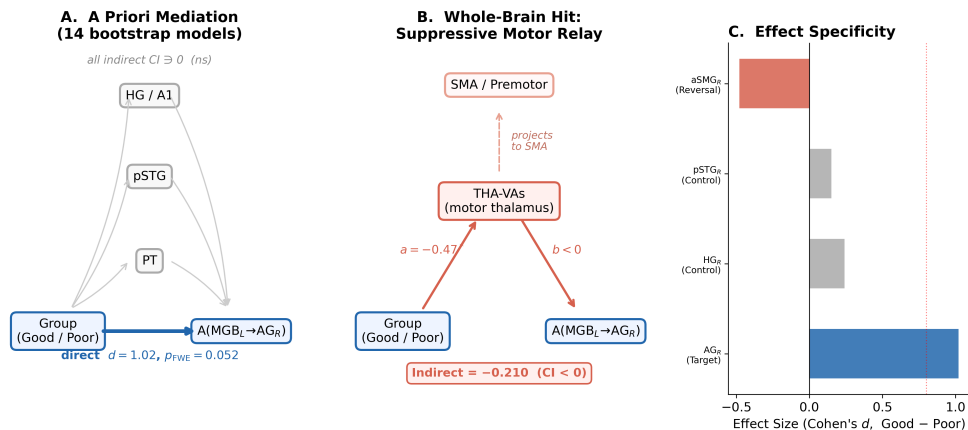 A.  A Priori Mediation
(14 bootstrap models)
all indirect CI ∋ 0  (ns)
HG / A1
pSTG
PT
Group
(Good / Poor)
A(MGB_L→AG_R)
direct  d = 1.02, p_FWE = 0.052
B.  Whole-Brain Hit:
Suppressive Motor Relay
SMA / Premotor
projects
to SMA
THA-VAs
(motor thalamus)
a = −0.47
b < 0
Group
(Good / Poor)
A(MGB_L→AG_R)
Indirect = −0.210  (CI < 0)
C.  Effect Specificity
aSMG_R
(Reversal)
pSTG_R
(Control)
HG_R
(Control)
AG_R
(Target)
−0.5 0.0 0.5 1.0
Effect Size (Cohen's d,  Good − Poor)